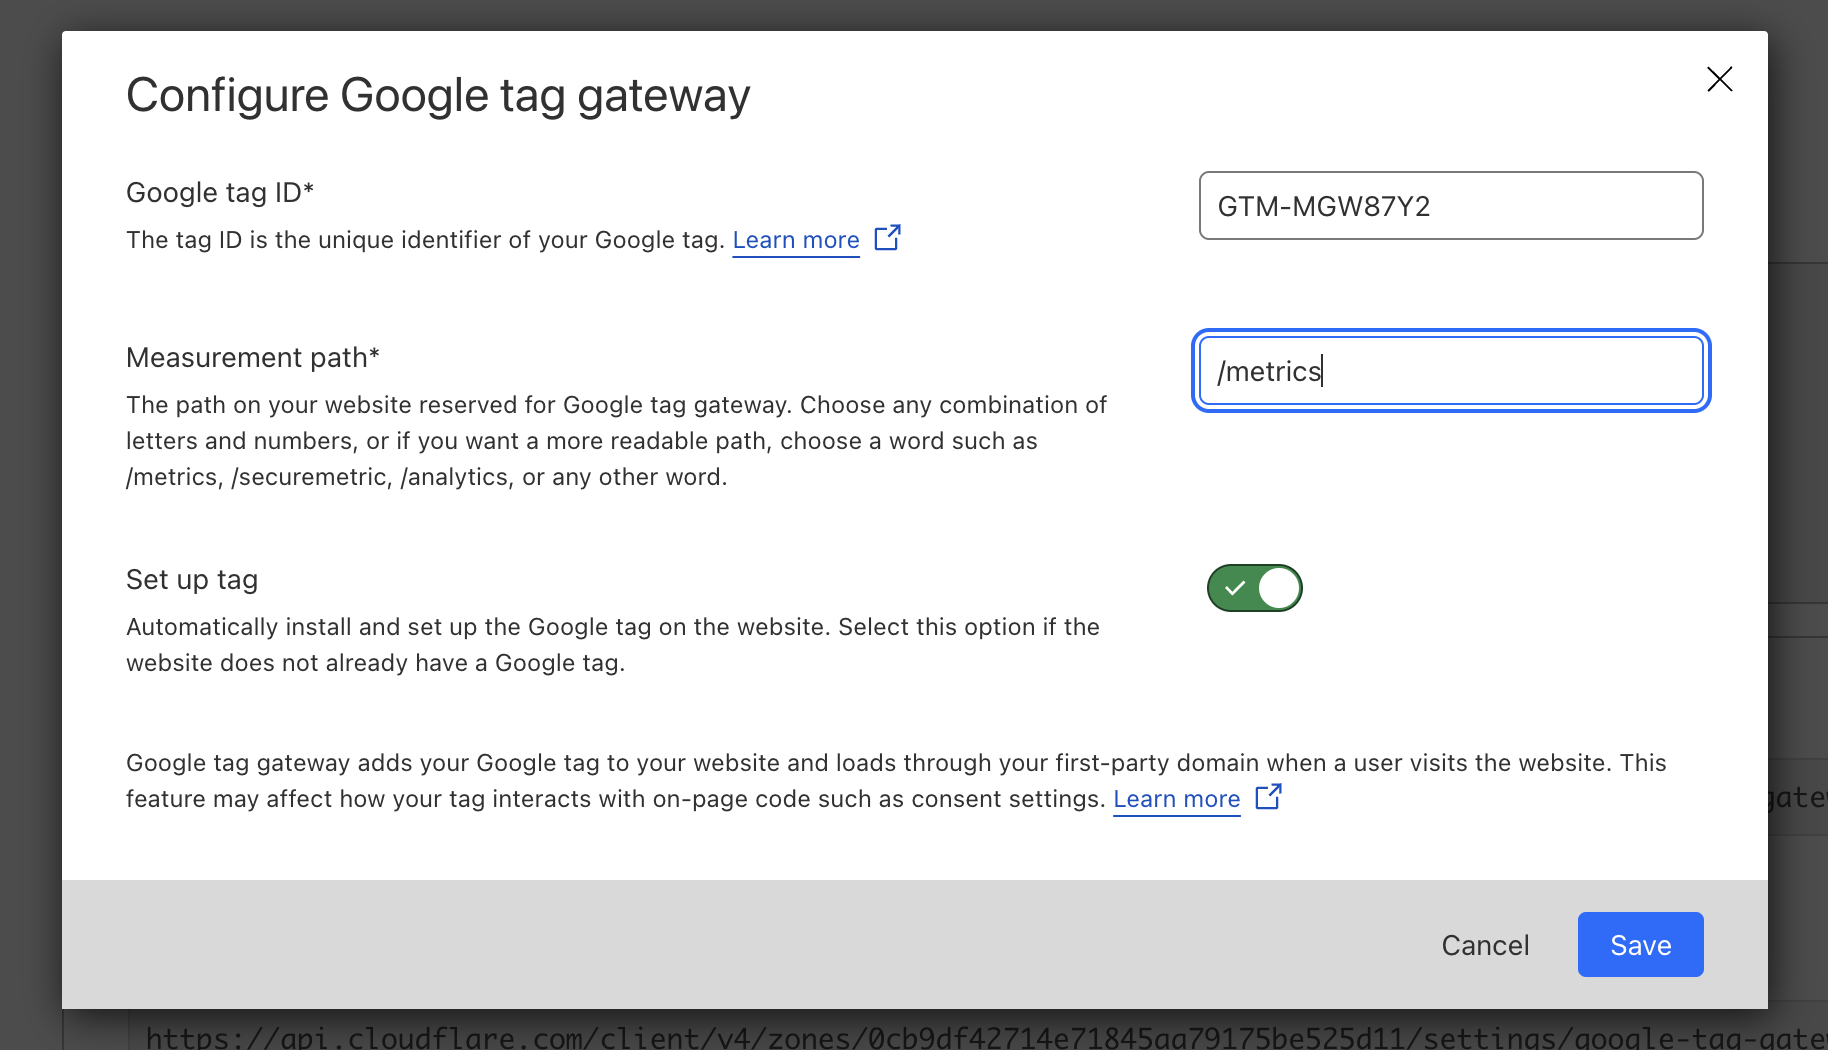 Configure Google tag gateway
Google tag ID*
GTM-MGW87Y2
The tag ID is the unique identifier of your Google tag. Learn more
Measurement path*
/metrics
The path on your website reserved for Google tag gateway. Choose any combination of
letters and numbers, or if you want a more readable path, choose a word such as
/metrics, /securemetric, /analytics, or any other word.
Set up tag
Automatically install and set up the Google tag on the website. Select this option if the
website does not already have a Google tag.
Google tag gateway adds your Google tag to your website and loads through your first-party domain when a user visits the website. This
feature may affect how your tag interacts with on-page code such as consent settings. Learn more
Cancel
Save
https://api.cloudflare.com/client/v4/zones/0cb9df42714e71845aa79175be525d11/settings/google-tag-gatew